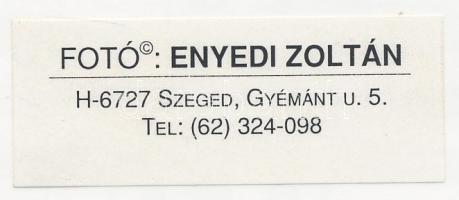 FOTÓ©: ENYEDI ZOLTÁN
H-6727 SZEGED, GYÉMÁNT U. 5.
TEL: (62) 324-098